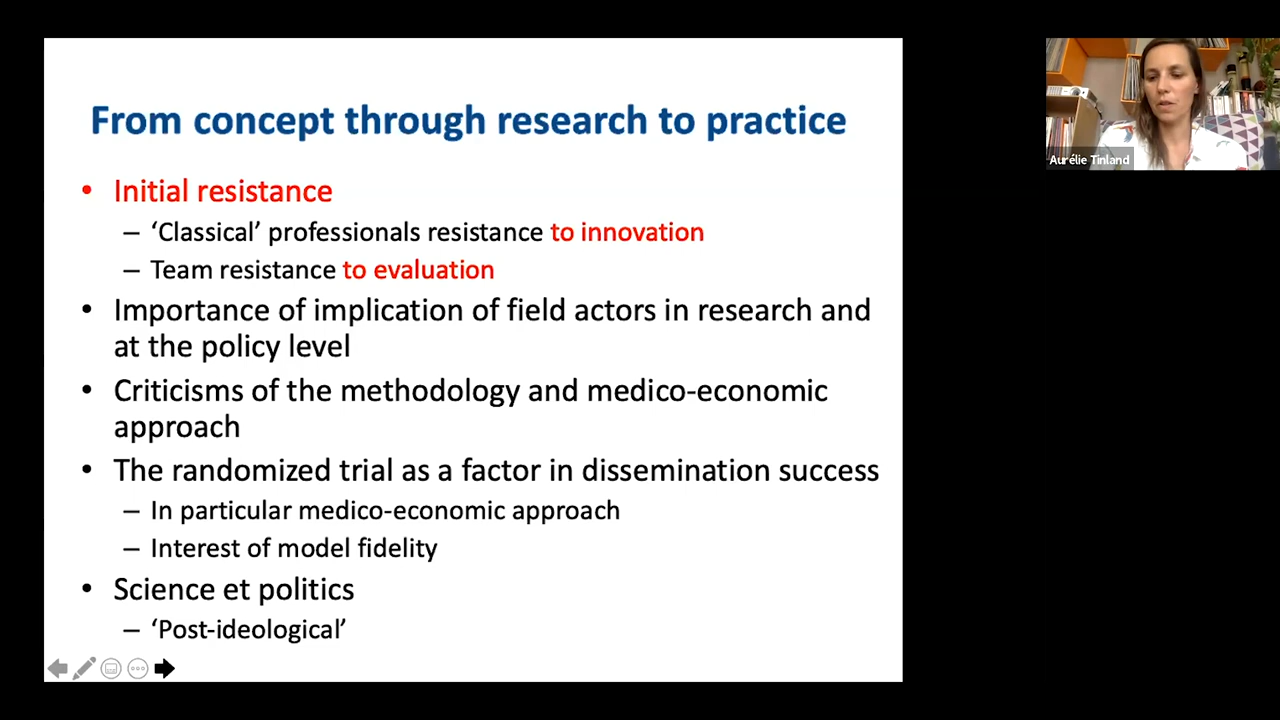 From concept through research to practice
• Initial resistance
– ‘Classical’ professionals resistance to innovation
– Team resistance to evaluation
• Importance of implication of field actors in research and
at the policy level
• Criticisms of the methodology and medico-economic
approach
• The randomized trial as a factor in dissemination success
– In particular medico-economic approach
– Interest of model fidelity
• Science et politics
– ‘Post-ideological’
Aurélie Tinland